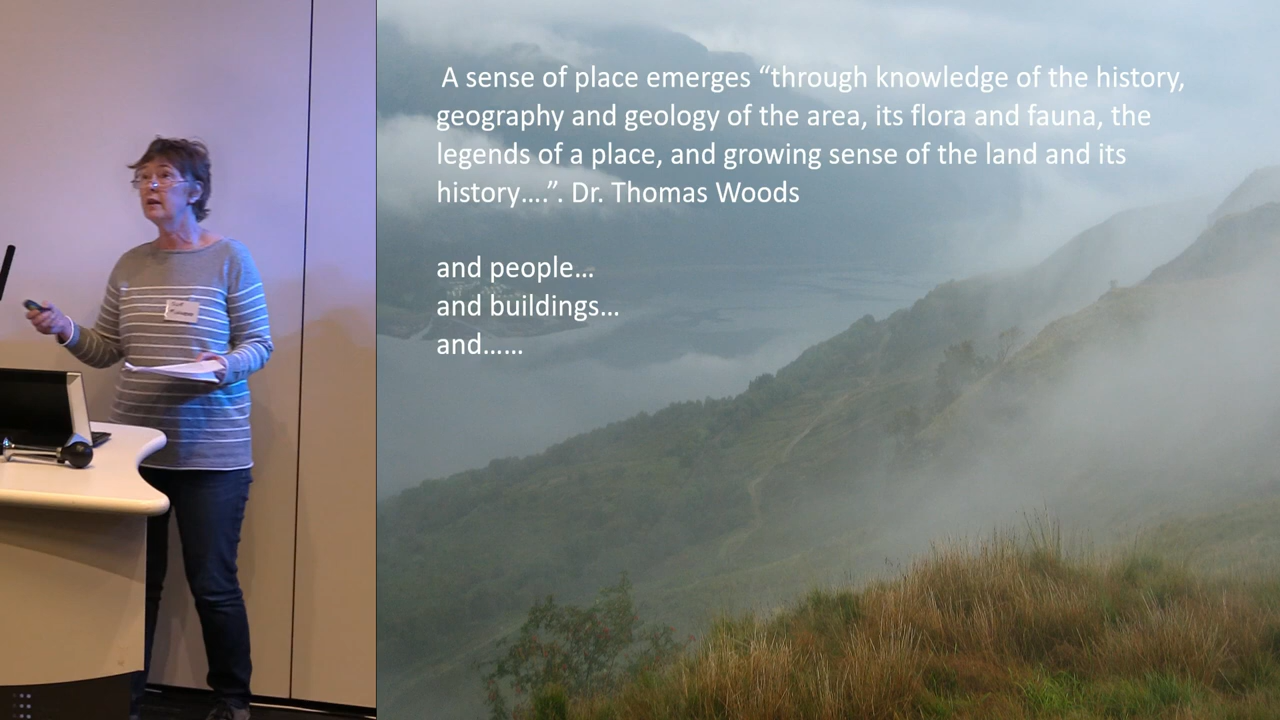 A sense of place emerges “through knowledge of the history,
geography and geology of the area, its flora and fauna, the
legends of a place, and growing sense of the land and its
history….”. Dr. Thomas Woods
and people…
and buildings…
and……